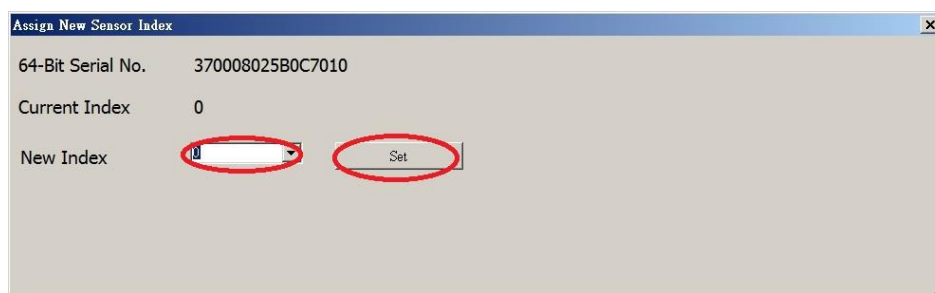 Assign New Sensor Index
64-Bit Serial No. 370008025B0C7010
Current Index 0
New Index 0 Set